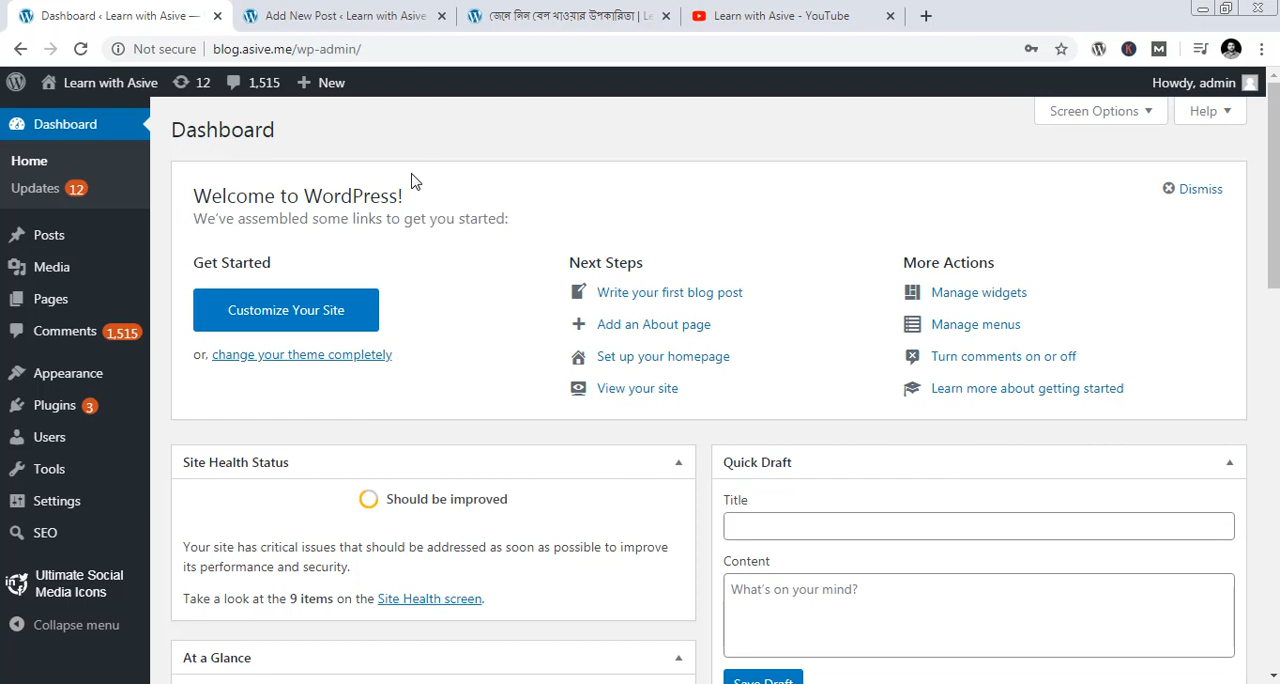 Dashboard ‹ Learn with Asive —
Add New Post ‹ Learn with Asive
জেনে নিন বেল খাওয়ার উপকারিতা | Le
Learn with Asive - YouTube
Not secure | blog.asive.me/wp-admin/
Learn with Asive 12 1,515 + New
Howdy, admin
Dashboard
Home
Updates 12
Posts
Media
Pages
Comments 1,515
Appearance
Plugins 3
Users
Tools
Settings
SEO
Ultimate Social
Media Icons
Collapse menu
Screen Options
Help
Dashboard
Welcome to WordPress!
Dismiss
We've assembled some links to get you started:
Get Started
Customize Your Site
or, change your theme completely
Next Steps
Write your first blog post
Add an About page
Set up your homepage
View your site
More Actions
Manage widgets
Manage menus
Turn comments on or off
Learn more about getting started
Site Health Status
Should be improved
Your site has critical issues that should be addressed as soon as possible to improve
its performance and security.
Take a look at the 9 items on the Site Health screen.
At a Glance
Quick Draft
Title
Content
What's on your mind?
Save Draft